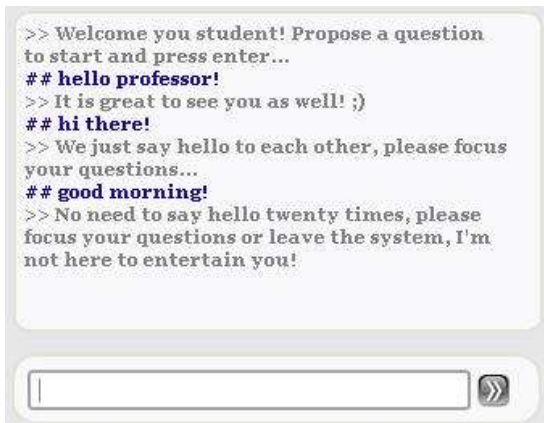 >> Welcome you student! Propose a question
to start and press enter...
## hello professor!
>> It is great to see you as well! ;)
## hi there!
>> We just say hello to each other, please focus
your questions...
## good morning!
>> No need to say hello twenty times, please
focus your questions or leave the system, I'm
not here to entertain you!